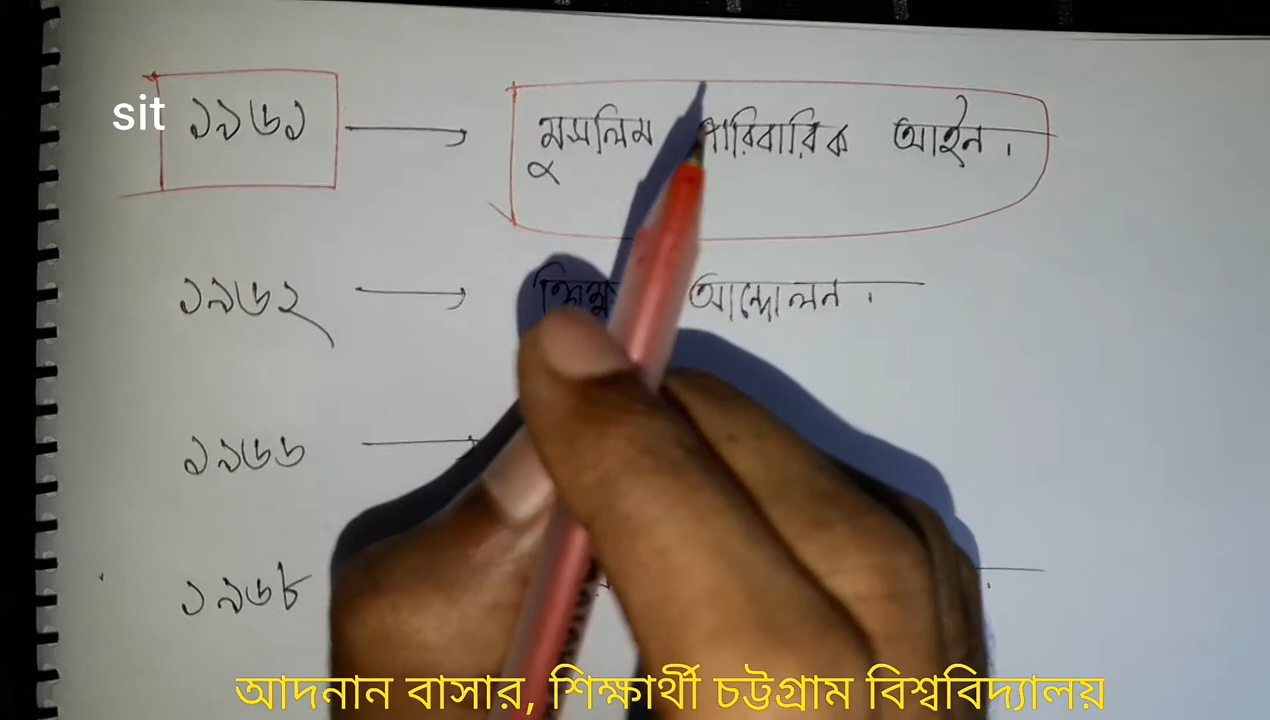 sit ১৯৬১ → মুসলিম পারিবারিক আইন.
১৯৬২ → আন্দোলন.
১৯৬৬ →
১৯৬৮
আদনান বাসার, শিক্ষার্থী চট্টগ্রাম বিশ্ববিদ্যালয়